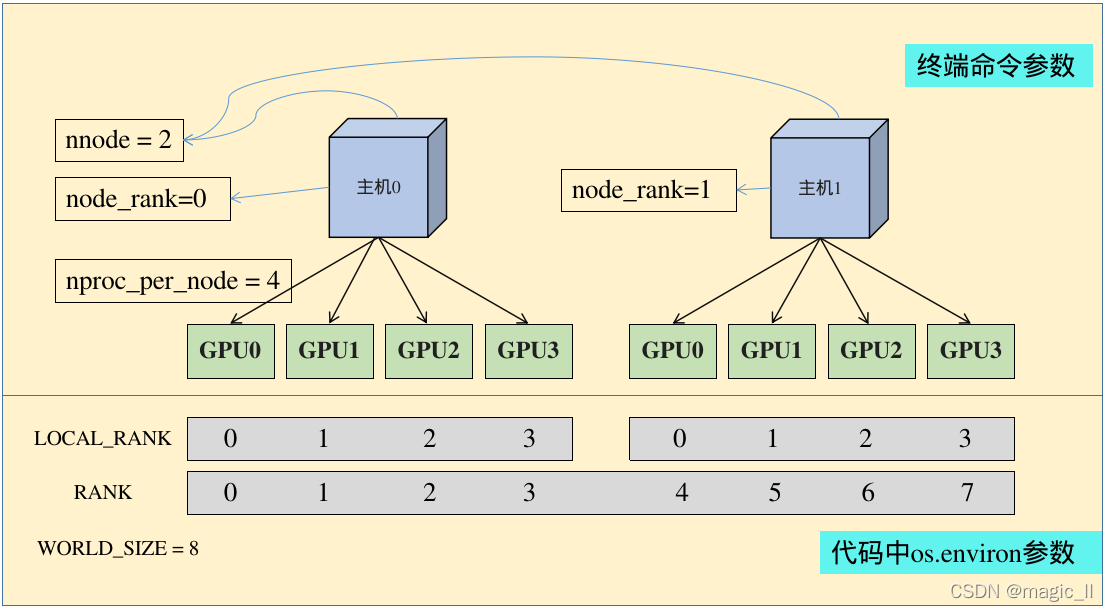 终端命令参数
nnode = 2
主机0
主机1
node_rank=0
node_rank=1
nproc_per_node = 4
GPU0 GPU1 GPU2 GPU3 GPU0 GPU1 GPU2 GPU3
LOCAL_RANK 0 1 2 3 0 1 2 3
RANK 0 1 2 3 4 5 6 7
WORLD_SIZE = 8
代码中os.environ参数
CSDN @magic_ll